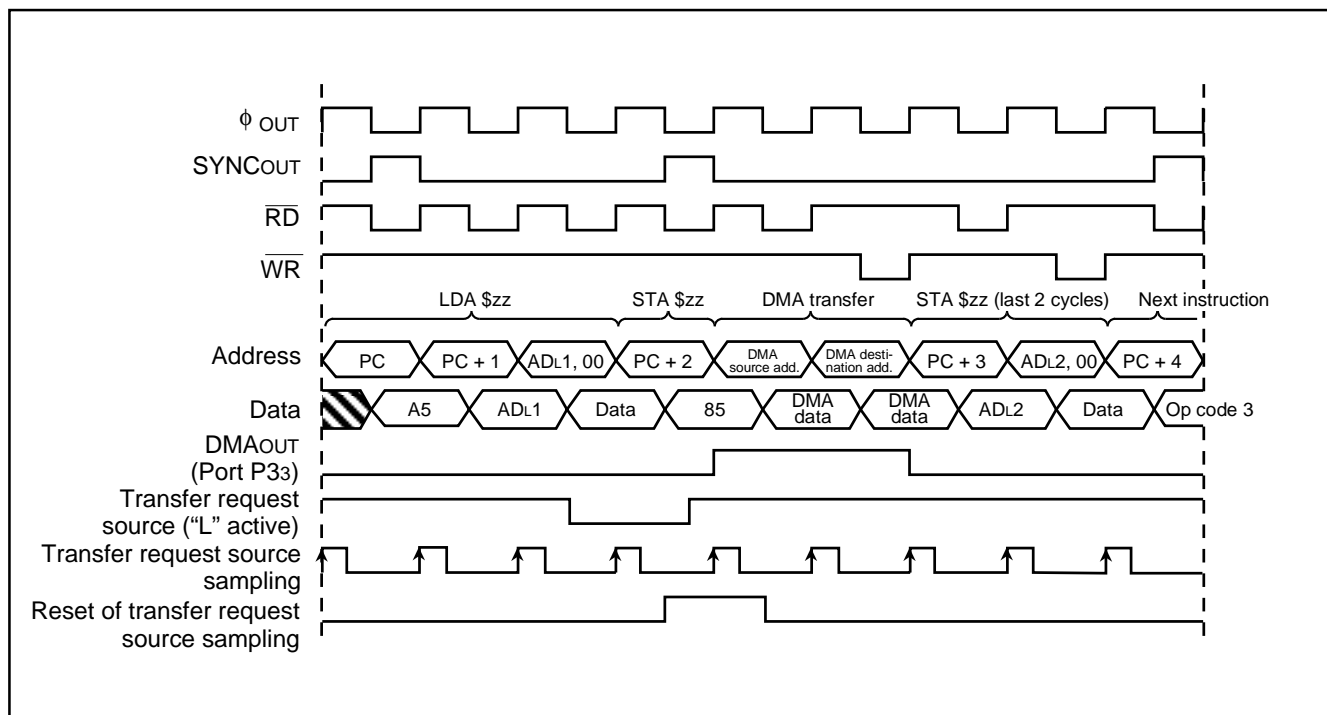 ϕ OUT
SYNCOUT
RD
WR
LDA $zz
STA $zz
DMA transfer
STA $zz (last 2 cycles)
Next instruction
Address
PC
PC + 1
ADL1, 00
PC + 2
DMA
source add.
DMA desti-
nation add.
PC + 3
ADL2, 00
PC + 4
Data
A5
ADL1
Data
85
DMA
data
DMA
data
ADL2
Data
Op code 3
DMAOUT
(Port P33)
Transfer request
source (“L” active)
Transfer request source
sampling
Reset of transfer request
source sampling